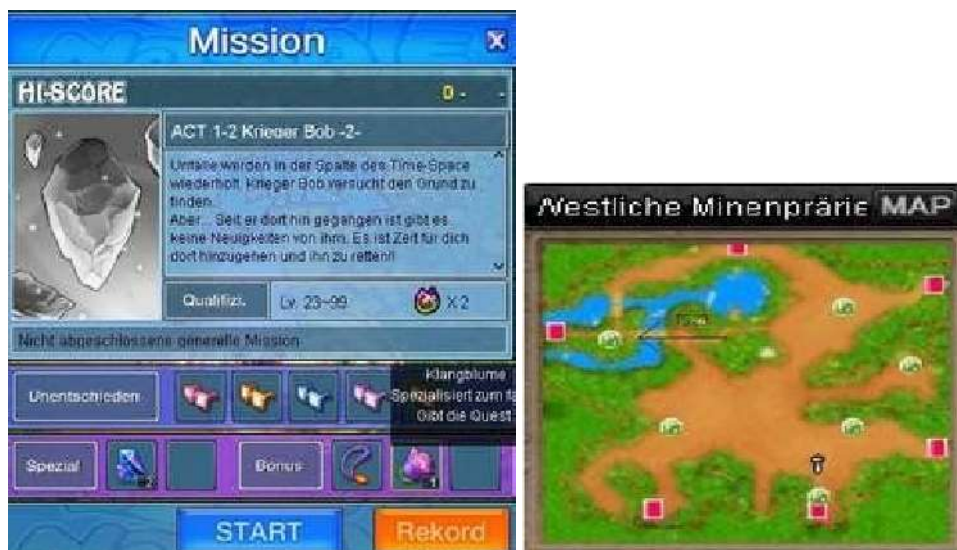 Mission
HI-SCORE
0 - -
ACT 1-2 Krieger Bob -2-
Unfälle werden in der Spalte des Time-Space
wiederholt. Krieger Bob versucht den Grund zu
finden.
Aber... Seit er dort hin gegangen ist gibt es
keine Neuigkeiten von ihm. Es ist Zeit für dich
dort hinzugehen und ihn zu retten!!
Qualifizi.
Lv. 23~99
X 2
Nicht abgeschlossene generelle Mission
Unentschieden
Klangblume
Spezialisiert zum
Gibt die Quest
Spezial
Bonus
START
Rekord
Westliche Minenprärie
MAP